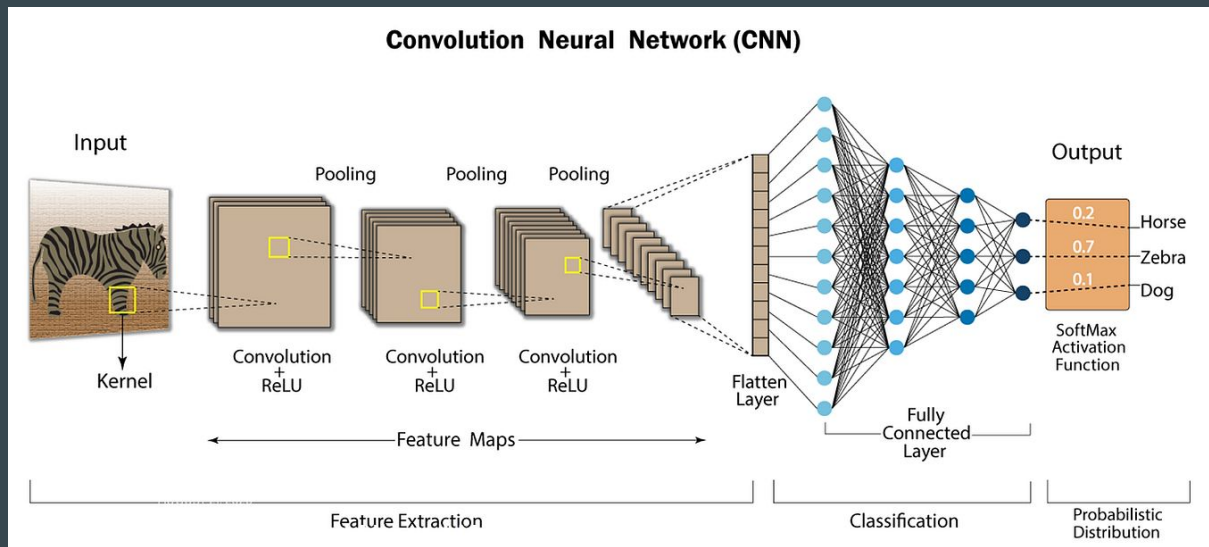 Convolution Neural Network (CNN)
Input
Pooling
Pooling
Pooling
Output
0.2
Horse
0.7
Zebra
0.1
Dog
Kernel
Convolution
+
ReLU
Convolution
+
ReLU
Convolution
+
ReLU
Flatten
Layer
SoftMax
Activation
Function
Feature Maps
Fully
Connected
Layer
Feature Extraction
Classification
Probabilistic
Distribution